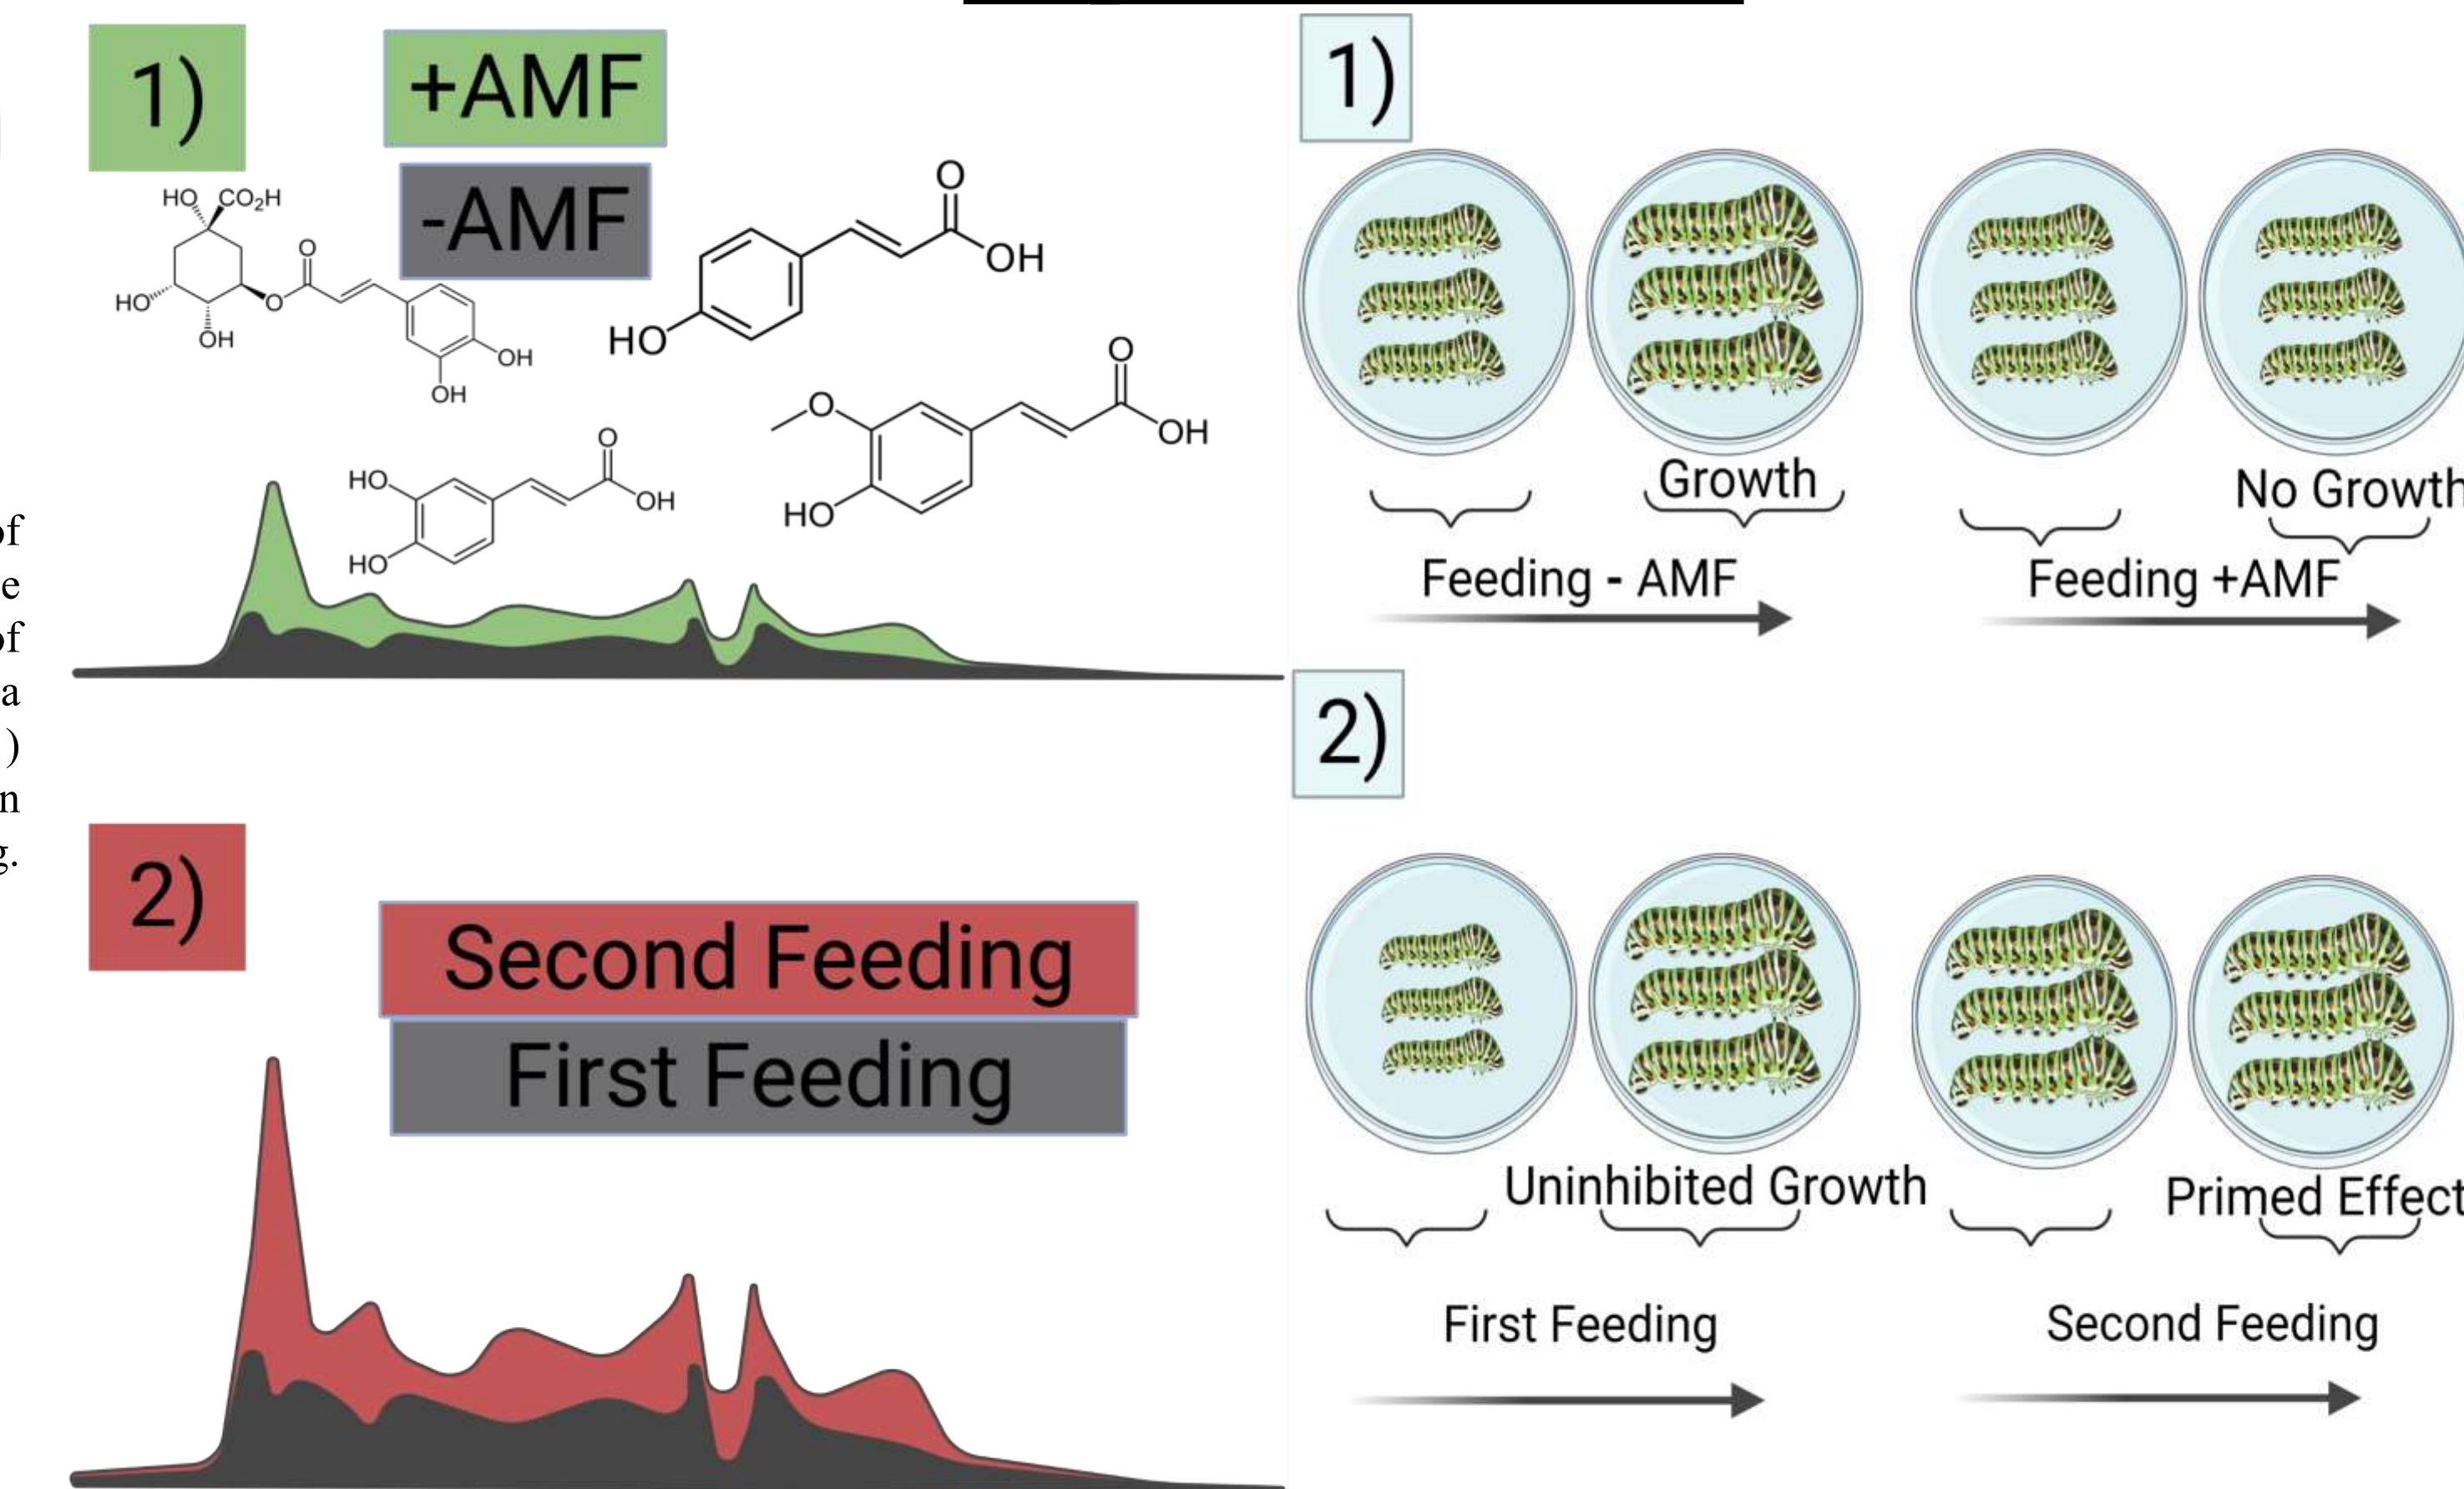 of
e
of
a
)
n
g.
1)
+AMF
-AMF
HO
CO₂H
O
HO
O
OH
OH
OH
O
OH
HO
O
OH
O
HO
HO
O
OH
HO
2)
Second Feeding
First Feeding
1)
Growth
No Growth
Feeding - AMF
Feeding +AMF
2)
Uninhibited Growth
Primed Effect
First Feeding
Second Feeding